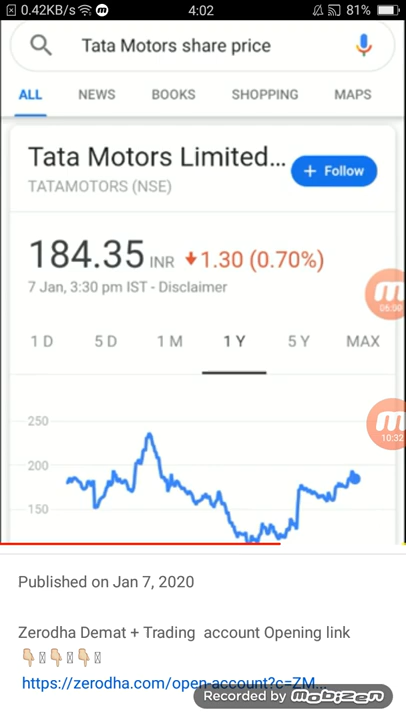 0.42KB/s 4:02 81%
Tata Motors share price
ALL NEWS BOOKS SHOPPING MAPS
Tata Motors Limited...
+ Follow
TATAMOTORS (NSE)
184.35 INR ↓1.30 (0.70%)
7 Jan, 3:30 pm IST - Disclaimer
06:59
1 D 5 D 1 M 1 Y 5 Y MAX
250
10:32
200
150
Published on Jan 7, 2020
Zerodha Demat + Trading account Opening link
https://zerodha.com/open-account?c=ZM...
Recorded by mobizen